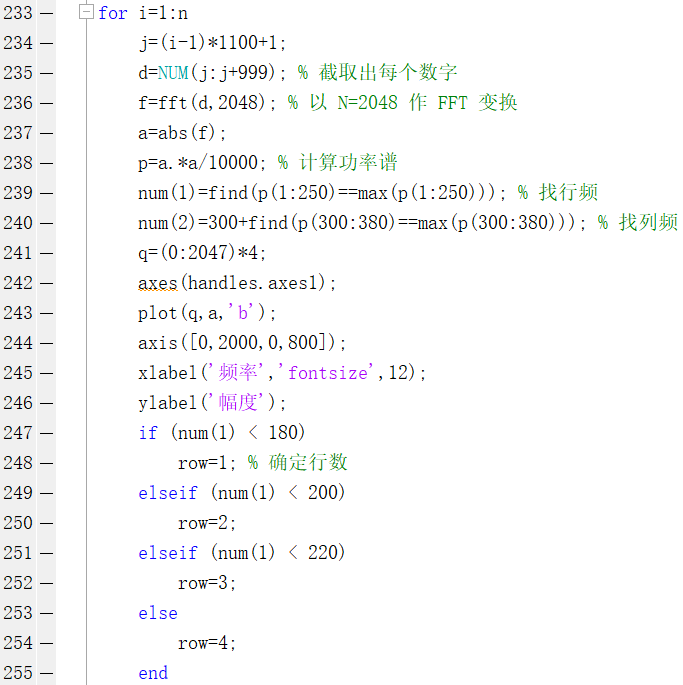 233 for i=1:n
234 j=(i-1)*1100+1;
235 d=NUM(j:j+999); % 截取出每个数字
236 f=fft(d,2048); % 以 N=2048 作 FFT 变换
237 a=abs(f);
238 p=a.*a/10000; % 计算功率谱
239 num(1)=find(p(1:250)==max(p(1:250))); % 找行频
240 num(2)=300+find(p(300:380)==max(p(300:380))); % 找列频
241 q=(0:2047)*4;
242 axes(handles.axes1);
243 plot(q,a,'b');
244 axis([0,2000,0,800]);
245 xlabel('频率','fontsize',12);
246 ylabel('幅度');
247 if (num(1) < 180)
248 row=1; % 确定行数
249 elseif (num(1) < 200)
250 row=2;
251 elseif (num(1) < 220)
252 row=3;
253 else
254 row=4;
255 end